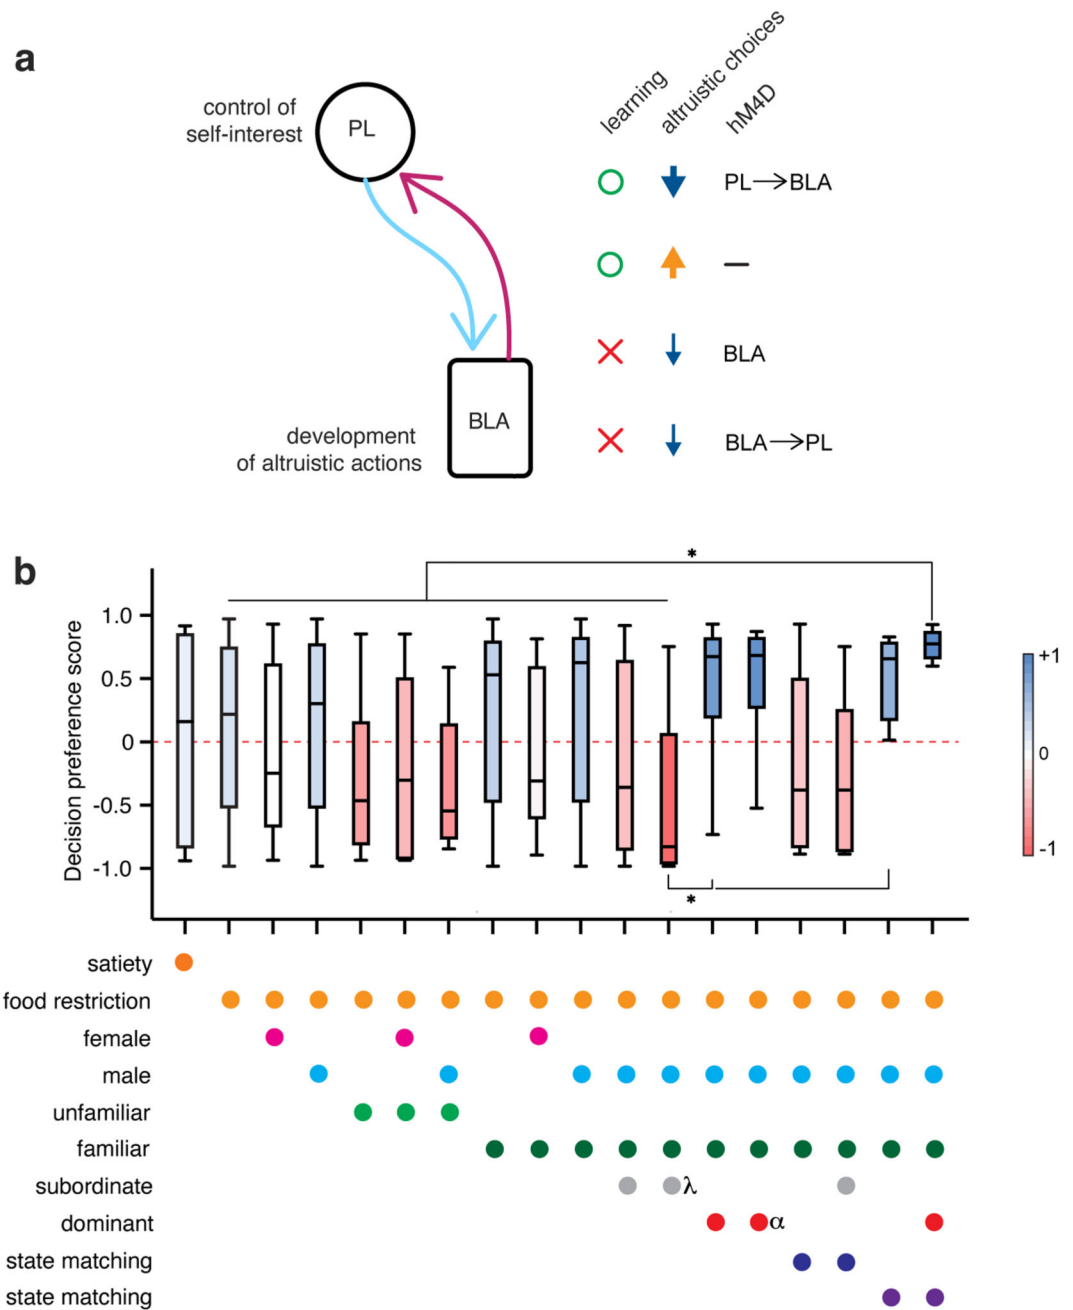 a
control of
self-interest
PL
BLA
development
of altruistic actions
learning
altruistic choices
hM4D
PL→BLA
—
BLA
BLA→PL
b
*
Decision preference score
1.0
0.5
0
-0.5
-1.0
+1
0
-1
*
satiety
food restriction
female
male
unfamiliar
familiar
subordinate
λ
dominant
α
state matching
state matching